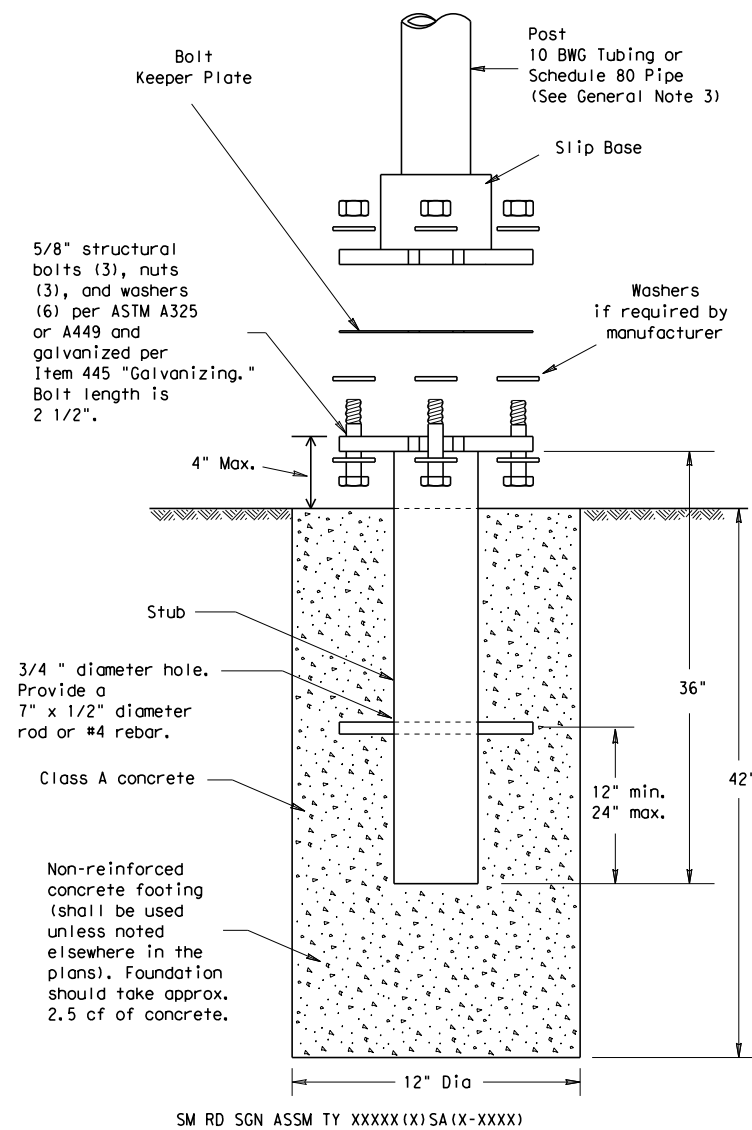 Bolt
Keeper Plate
Post
10 BWG Tubing or
Schedule 80 Pipe
(See General Note 3)
Slip Base
5/8" structural
bolts (3), nuts
(3), and washers
(6) per ASTM A325
or A449 and
galvanized per
Item 445 "Galvanizing."
Bolt length is
2 1/2".
Washers
if required by
manufacturer
4" Max.
Stub
3/4 " diameter hole.
Provide a
7" x 1/2" diameter
rod or #4 rebar.
36"
Class A concrete
12" min.
24" max.
42"
Non-reinforced
concrete footing
(shall be used
unless noted
elsewhere in the
plans). Foundation
should take approx.
2.5 cf of concrete.
12" Dia
SM RD SGN ASSM TY XXXXX(X)SA(X-XXXX)